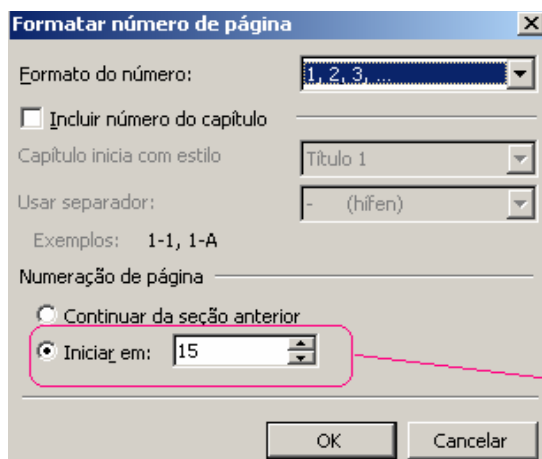 Formatar número de página
Formato do número: 1, 2, 3, ...
Incluir número do capítulo
Capítulo inicia com estilo Título 1
Usar separador: - (hífen)
Exemplos: 1-1, 1-A
Numeração de página
Continuar da seção anterior
Iniciar em: 15
OK Cancelar